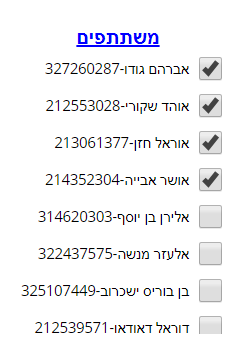 משתתפים
אברהם גודו-327260287
אוהד שקורי-212553028
אוראל חזן-213061377
אושר אבייה-214352304
אלירן בן יוסף-314620303
אלעזר מנשה-322437575
בן בוריס ישכרוב-325107449
דוראל דאודאו-212539571